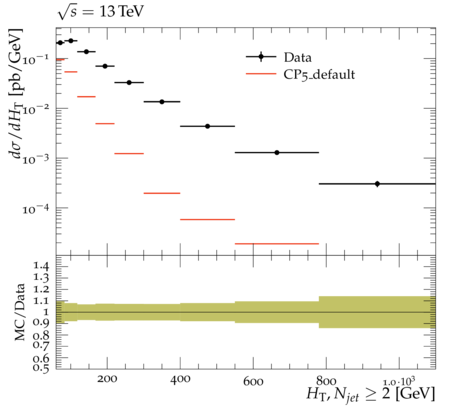 √s = 13 TeV
dσ/dH_T [pb/GeV]
10⁻¹
10⁻²
10⁻³
10⁻⁴
Data
CP5_default
MC/Data
1.4
1.3
1.2
1.1
1
0.9
0.8
0.7
0.6
0.5
200 400 600 800 1.0·10³
H_T, N_jet ≥ 2 [GeV]